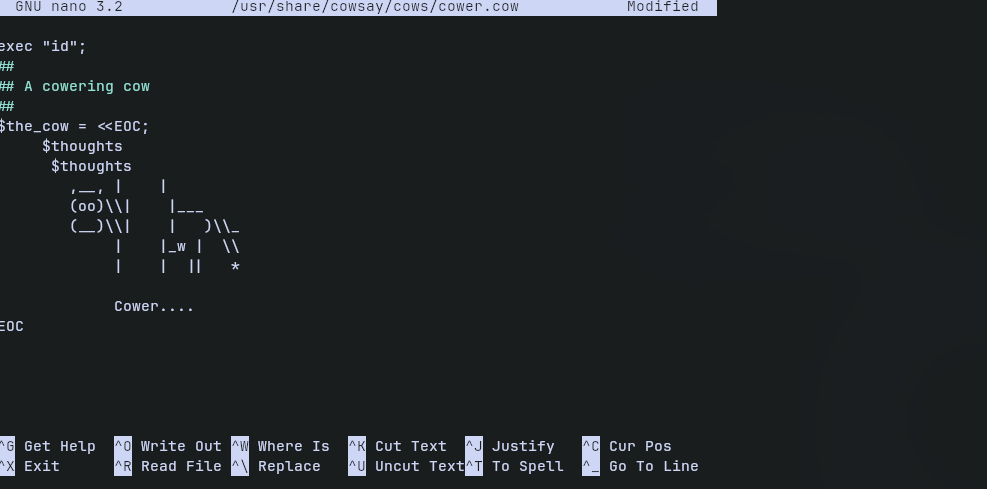 GNU nano 3.2 /usr/share/cowsay/cows/cower.cow Modified
exec "id";
##
## A cowering cow
##
$the_cow = <<EOC;
     $thoughts
      $thoughts
        ,__, |    |
        (oo)\\|    |___
        (__)\\|    |   )\\_
             |    |_w |  \\
             |    |  ||   *

             Cower....
EOC
^G Get Help  ^O Write Out ^W Where Is  ^K Cut Text  ^J Justify   ^C Cur Pos
^X Exit      ^R Read File ^\ Replace   ^U Uncut Text^T To Spell  ^_ Go To Line